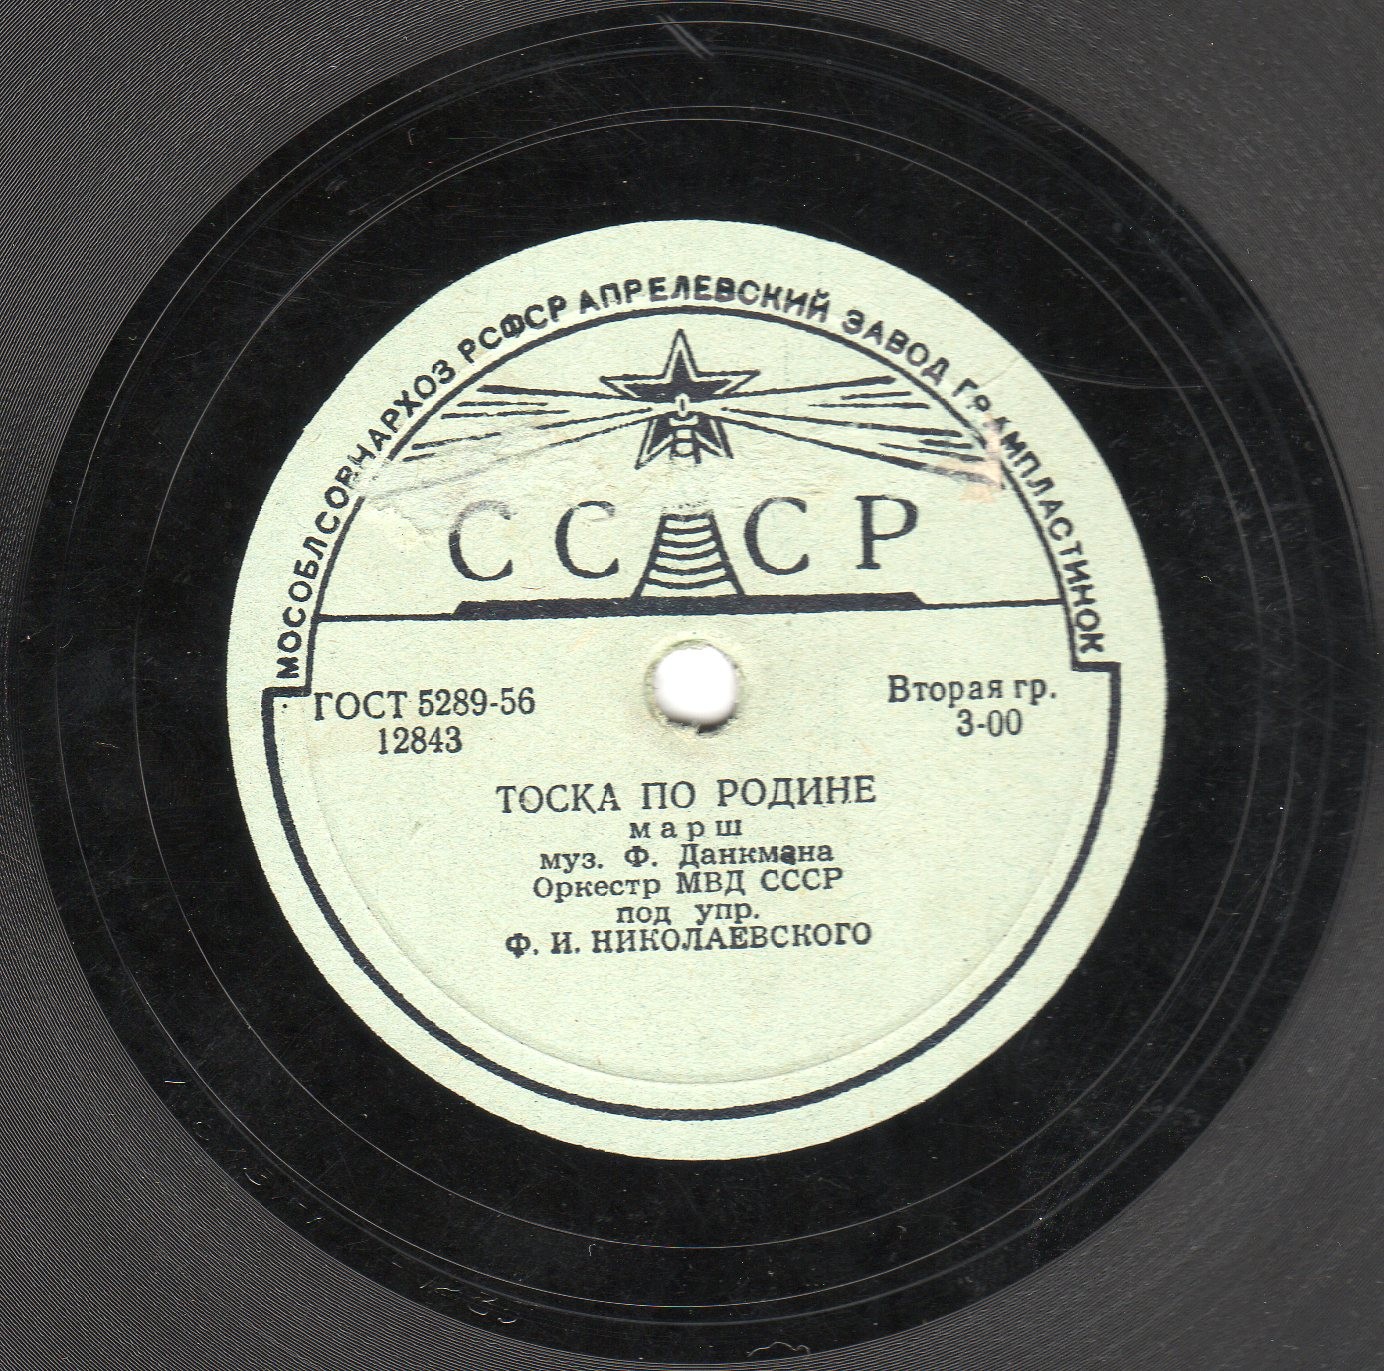 МОСОБЛСОВНАРХОЗ РСФСР АПРЕЛЕВСКИЙ ЗАВОД ГРАМПЛАСТИНОК
СССР
ГОСТ 5289-56
12843
Вторая гр.
3-00
ТОСКА ПО РОДИНЕ
марш
муз. Ф. Данкмана
Оркестр МВД СССР
под упр.
Ф. И. НИКОЛАЕВСКОГО